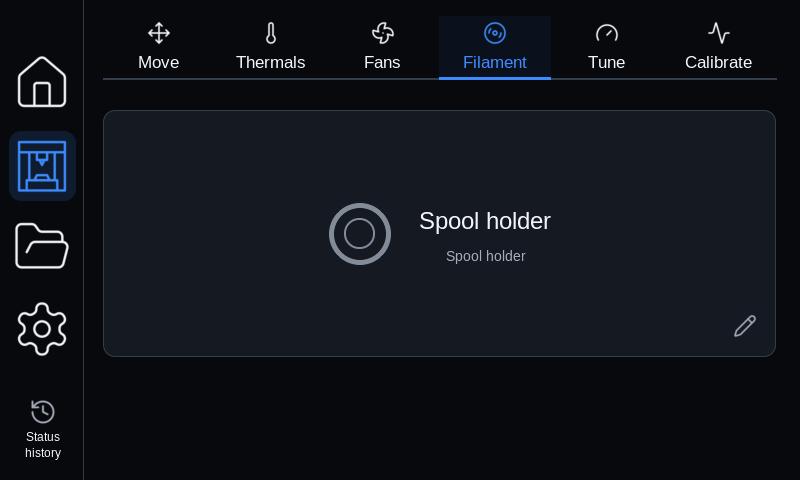 Move
Thermals
Fans
Filament
Tune
Calibrate
Spool holder
Spool holder
Status
history